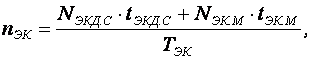 n_ЭК = (N_ЭКДС · t_ЭКДС + N_ЭКМ · t_ЭКМ) / T_ЭК ,